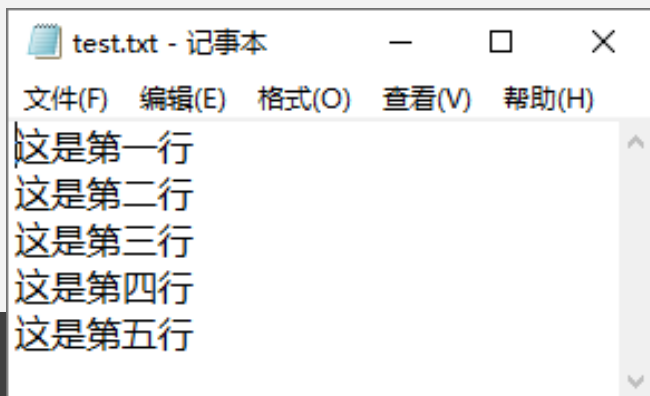 test.txt - 记事本
文件(F) 编辑(E) 格式(O) 查看(V) 帮助(H)
这是第一行
这是第二行
这是第三行
这是第四行
这是第五行